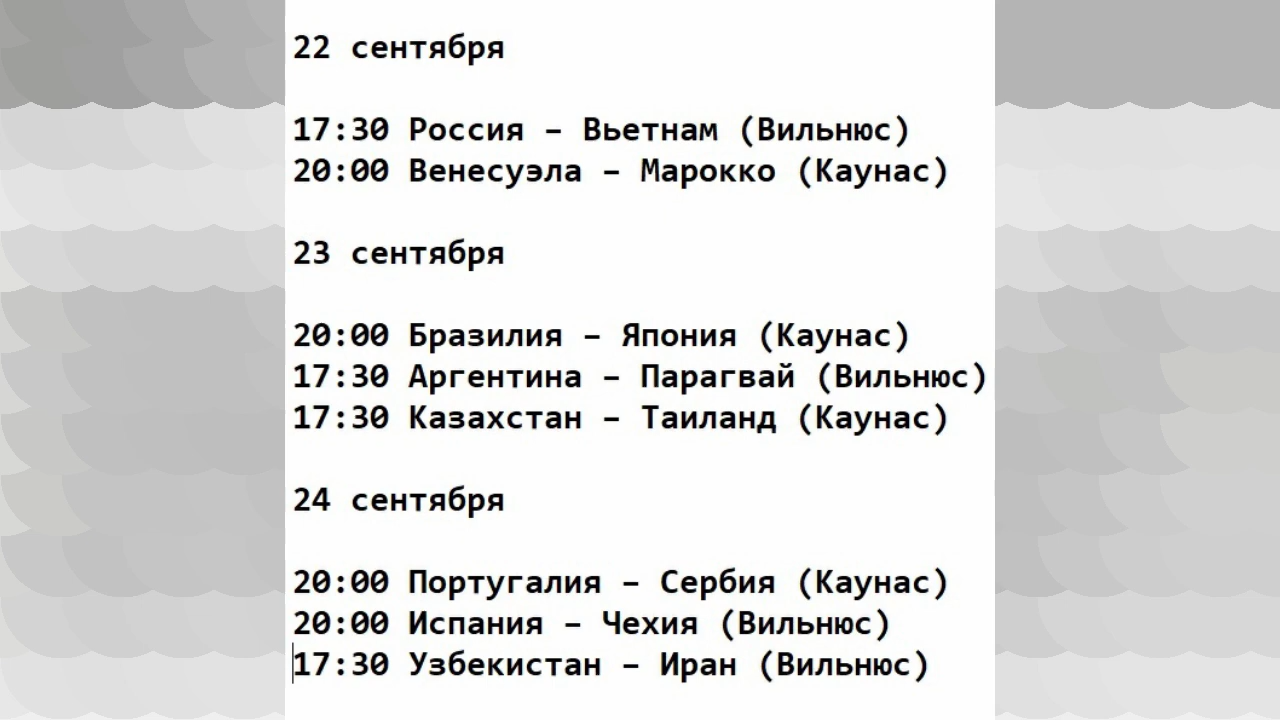 22 сентября
17:30 Россия – Вьетнам (Вильнюс)
20:00 Венесуэла – Марокко (Каунас)
23 сентября
20:00 Бразилия – Япония (Каунас)
17:30 Аргентина – Парагвай (Вильнюс)
17:30 Казахстан – Таиланд (Каунас)
24 сентября
20:00 Португалия – Сербия (Каунас)
20:00 Испания – Чехия (Вильнюс)
17:30 Узбекистан – Иран (Вильнюс)